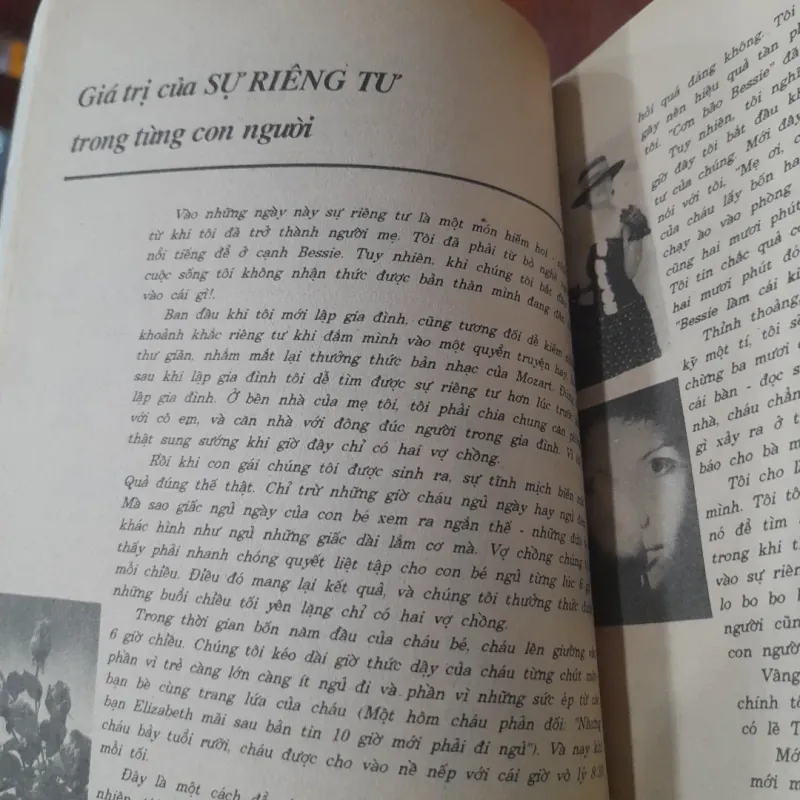 Giá trị của SỰ RIÊNG TƯ
trong từng con người
Vào những ngày này sự riêng tư là một món hiếm hoi -
từ khi tôi đã trở thành người mẹ. Tôi đã phải từ bỏ nghề
nổi tiếng để ở cạnh Bessie. Tuy nhiên, khi chúng tôi bắt đầu
cuộc sống tôi không nhận thức được bản thân mình đang
vào cái gì!.
Ban đầu khi tôi mới lập gia đình, cũng tương đối dễ kiếm
khoảnh khắc riêng tư khi đắm mình vào một quyển truyện hay,
thư giãn, nhắm mắt lại thưởng thức bản nhạc của Mozart. Đúng
sau khi lập gia đình tôi dễ tìm được sự riêng tư hơn lúc trước
lập gia đình. Ở bên nhà của mẹ tôi, tôi phải chia chung căn
với cô em, và căn nhà với đông đúc người trong gia đình. Vì
thật sung sướng khi giờ đây chỉ có hai vợ chồng.
Rồi khi con gái chúng tôi được sinh ra, sự tĩnh mịch biến
Quả đúng thế thật. Chỉ trừ những giờ cháu ngủ ngày hay ngủ
Mà sao giấc ngủ ngày của con bé xem ra ngắn thế - những đứa
khác hình như ngủ những giấc dài lắm cơ mà. Vợ chồng chúng
thấy phải nhanh chóng quyết liệt tập cho con bé ngủ từng lúc 6
mỗi chiều. Điều đó mang lại kết quả, và chúng tôi thưởng thức
những buổi chiều tối yên lặng chỉ có hai vợ chồng.
Trong thời gian bốn năm đầu của cháu bé, cháu lên giường
6 giờ chiều. Chúng tôi kéo dài giờ thức dậy của cháu từng chút
phần vì trẻ càng lớn càng ít ngủ đi và phần vì những sức ép từ
bạn bè cùng trang lứa của cháu (Một hôm cháu phản đối: "Nhưng
bạn Elizabeth mãi sau bản tin 10 giờ mới phải đi ngủ"). Và nay khi
cháu bảy tuổi rưỡi, cháu được cho vào nề nếp với cái giờ vô lý 8:30
mỗi tối.
Đây là một cách để
nhiên
hỏi quá đáng không. Tôi
gây nên hiệu quả tàn
tôi. "Cơn bão Bessie" đã
Tuy nhiên, tôi nghĩ
giờ đây tôi bắt đầu
tư của chúng. Mới đây
nói với tôi, "Mẹ ơi,
của cháu lấy bốn
chạy ào vào phòng
cũng hai mươi phút
Tôi tin chắc quá
hai mươi phút đó
"Bessie làm cái
Thỉnh thoảng,
kỳ một tí, tôi sẽ
chừng ba mươi
cái bàn - đọc
nhà, cháu chẳng
gì xảy ra ở
báo cho bà
Tôi cho
mình. Tôi
nó để tìm
trong khi
vào sự riêng
lo bo bo
người cũng
con người
Vâng
chính tôi
có lẽ
Mới
mới